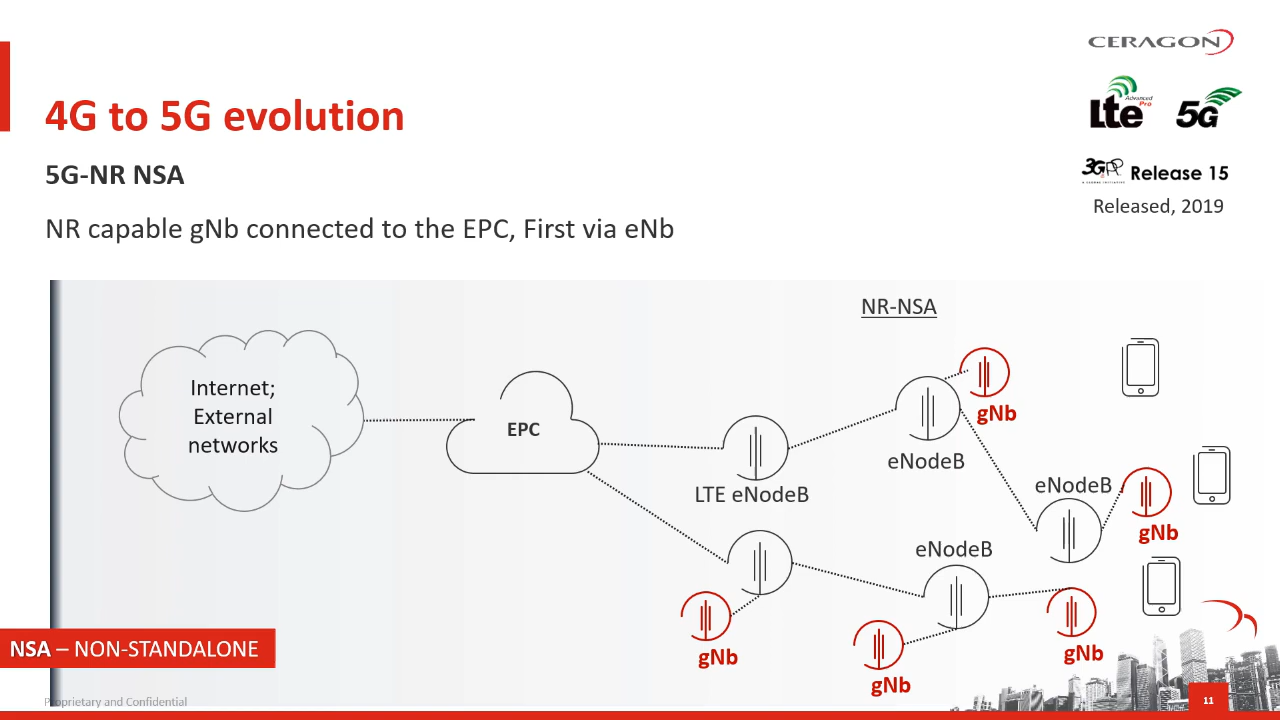 CERAGON
4G to 5G evolution
LTE Advanced Pro
5G
5G-NR NSA
3GPP Release 15
A GLOBAL INITIATIVE
Released, 2019
NR capable gNb connected to the EPC, First via eNb
NR-NSA
Internet;
External
networks
EPC
gNb
eNodeB
LTE eNodeB
eNodeB
gNb
eNodeB
gNb
gNb
gNb
NSA – NON-STANDALONE
Proprietary and Confidential
11